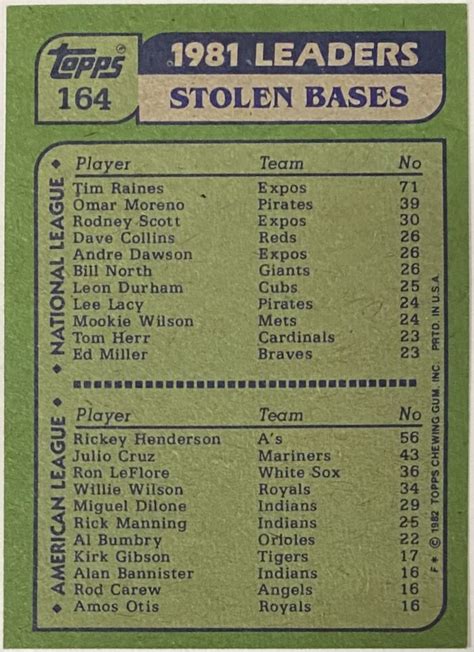 Topps
164
1981 LEADERS
STOLEN BASES
NATIONAL LEAGUE
Player Team No
Tim Raines Expos 71
Omar Moreno Pirates 39
Rodney Scott Expos 30
Dave Collins Reds 26
Andre Dawson Expos 26
Bill North Giants 26
Leon Durham Cubs 25
Lee Lacy Pirates 24
Mookie Wilson Mets 24
Tom Herr Cardinals 23
Ed Miller Braves 23
AMERICAN LEAGUE
Player Team No
Rickey Henderson A's 56
Julio Cruz Mariners 43
Ron LeFlore White Sox 36
Willie Wilson Royals 34
Miguel Dilone Indians 29
Rick Manning Indians 25
Al Bumbry Orioles 22
Kirk Gibson Tigers 17
Alan Bannister Indians 16
Rod Carew Angels 16
Amos Otis Royals 16
F* © 1982 TOPPS CHEWING GUM, INC. PRTD. IN U.S.A.